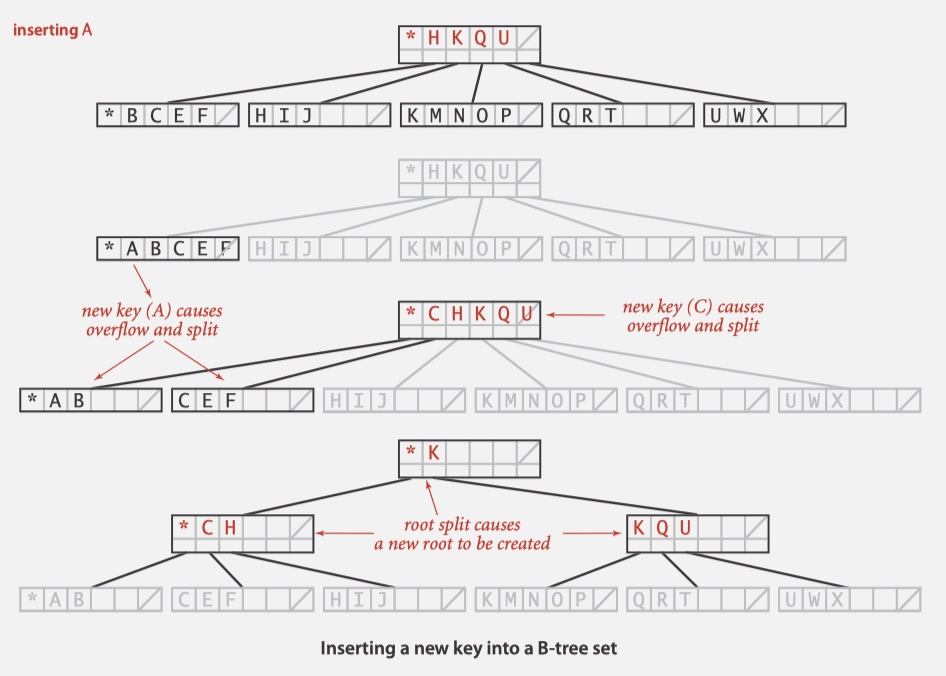 inserting A
* H K Q U
* B C E F
H I J
K M N O P
Q R T
U W X
* H K Q U
* A B C E F
H I J
K M N O P
Q R T
U W X
new key (A) causes
overflow and split
* C H K Q U
new key (C) causes
overflow and split
* A B
C E F
H I J
K M N O P
Q R T
U W X
* K
* C H
root split causes
a new root to be created
K Q U
* A B
C E F
H I J
K M N O P
Q R T
U W X
Inserting a new key into a B-tree set